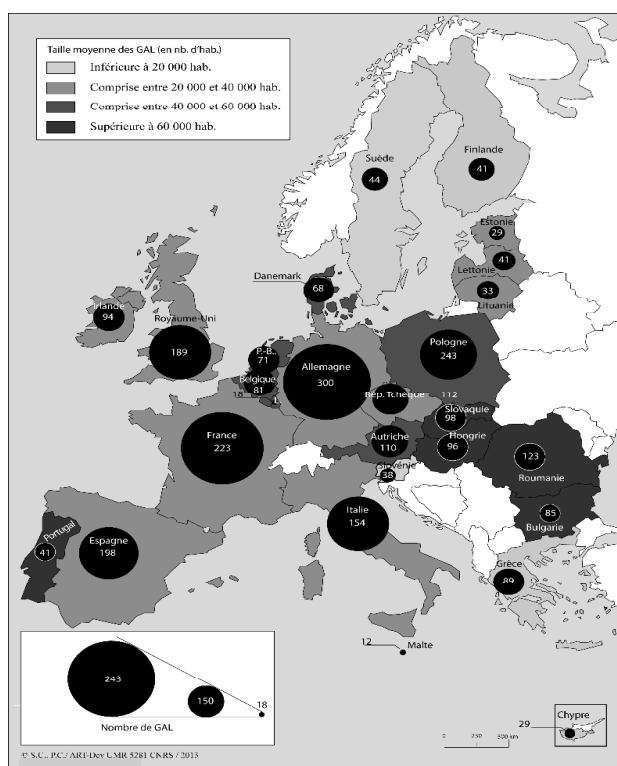 Taille moyenne des GAL (en nb. d'hab.)
Inférieure à 20 000 hab.
Comprise entre 20 000 et 40 000 hab.
Comprise entre 40 000 et 60 000 hab.
Supérieure à 60 000 hab.
Finlande
41
Suède
44
Estonie
29
41
Lettonie
33
Lituanie
Danemark
68
Irlande
94
Royaume-Uni
189
P.-B..
71
Belgique
81
Allemagne
300
Pologne
243
Rép. Tchèque
112
Slovaquie
98
Hongrie
96
Autriche
110
Slovénie
38
France
223
123
Roumanie
85
Bulgarie
Italie
154
Portugal
41
Espagne
198
Grèce
89
12
Malte
243
150
18
Nombre de GAL
Chypre
29
0 250 500 km
© S.C., P.C./ ART-Dev UMR 5281 CNRS / 2013